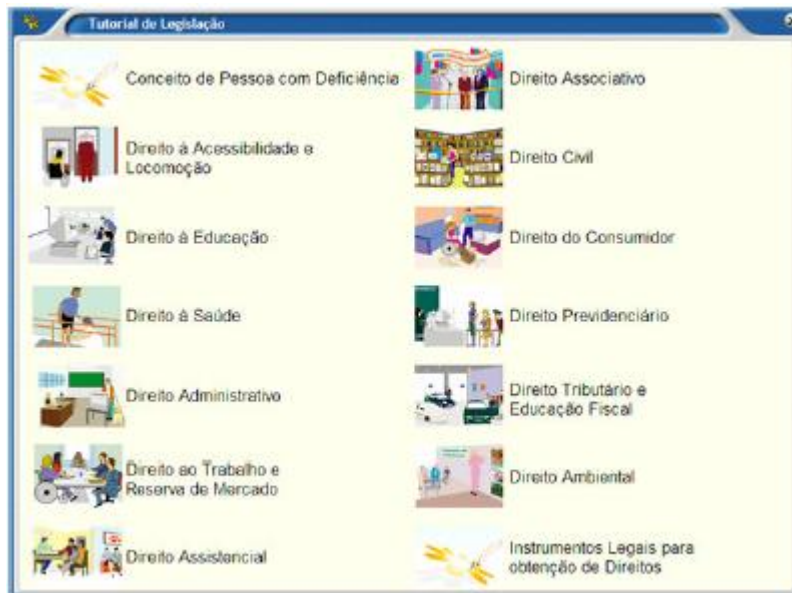 Tutorial de Legislação
Conceito de Pessoa com Deficiência
Direito à Acessibilidade e
Locomoção
Direito à Educação
Direito à Saúde
Direito Administrativo
Direito ao Trabalho e
Reserva de Mercado
Direito Assistencial
Direito Associativo
Direito Civil
Direito do Consumidor
Direito Previdenciário
Direito Tributário e
Educação Fiscal
Direito Ambiental
Instrumentos Legais para
obtenção de Direitos